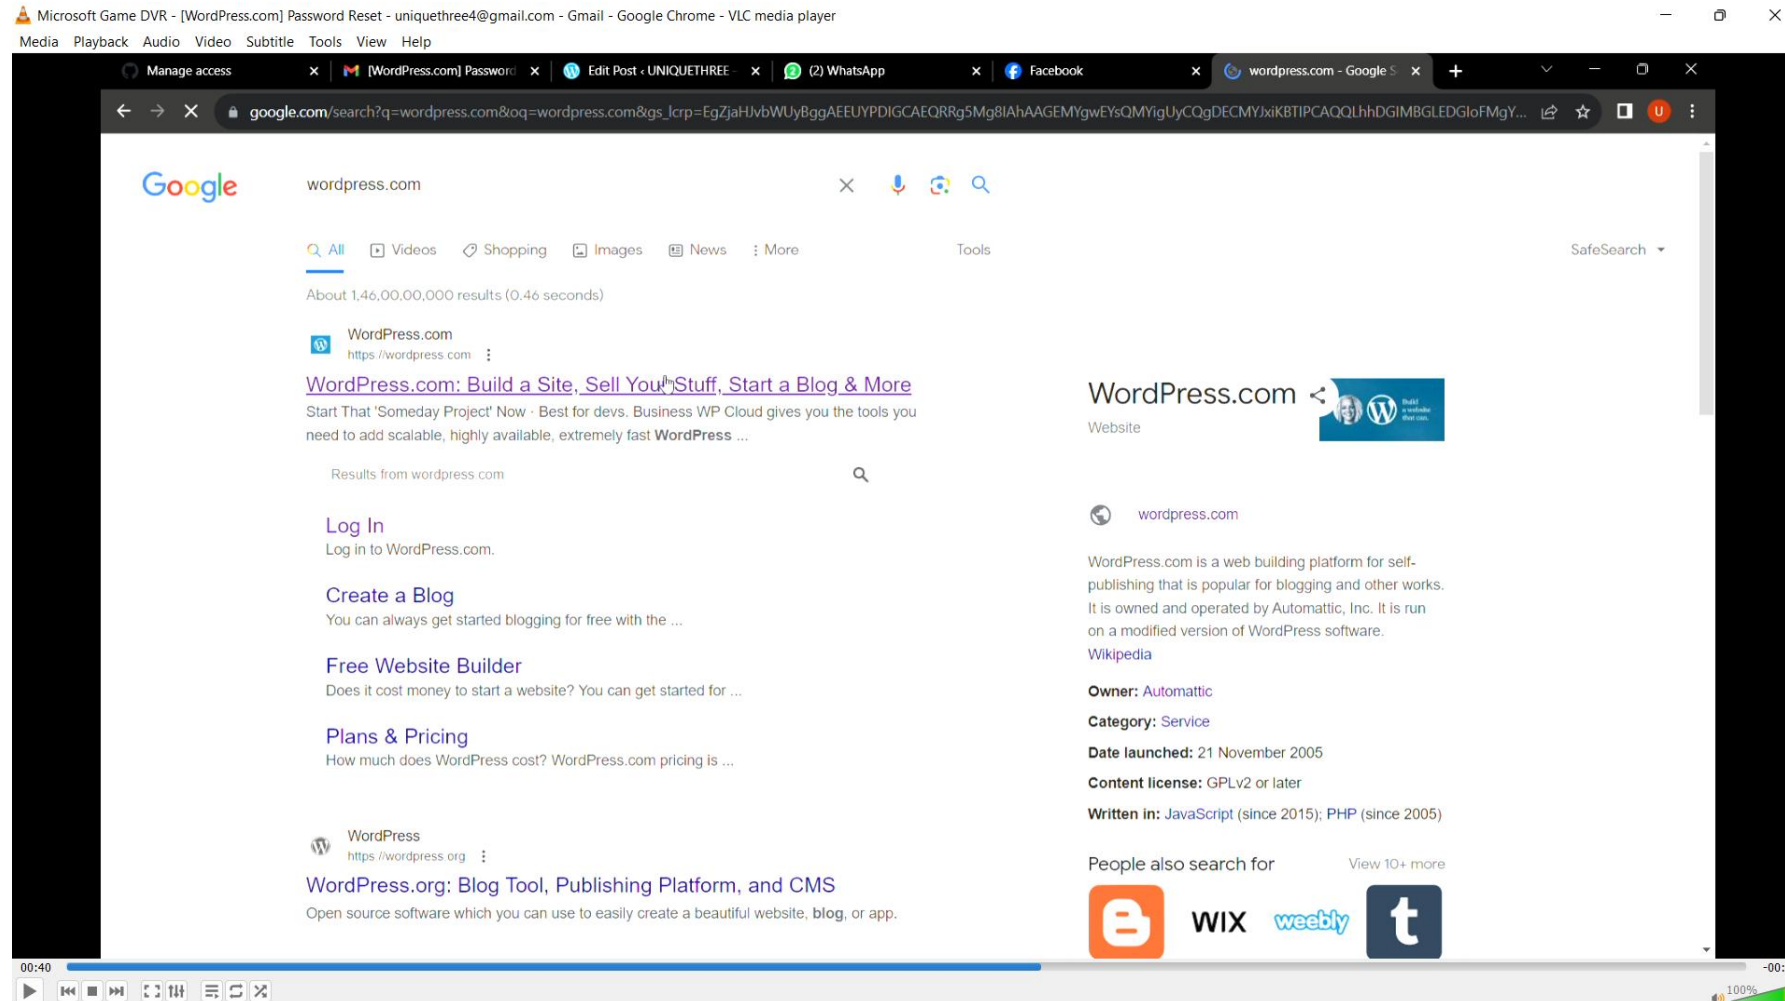 Microsoft Game DVR - [WordPress.com] Password Reset - uniquethree4@gmail.com - Gmail - Google Chrome - VLC media player
Media Playback Audio Video Subtitle Tools View Help
Manage access [WordPress.com] Password Edit Post ‹ UNIQUETHREE - (2) WhatsApp Facebook wordpress.com - Google S
google.com/search?q=wordpress.com&oq=wordpress.com&gs_lcrp=
Google wordpress.com
All Videos Shopping Images News More Tools SafeSearch
About 1,46,00,00,000 results (0.46 seconds)
WordPress.com
https //wordpress com
WordPress.com: Build a Site, Sell Your Stuff, Start a Blog & More
Start That 'Someday Project' Now · Best for devs. Business WP Cloud gives you the tools you
need to add scalable, highly available, extremely fast WordPress ...
Results from wordpress com
Log In
Log in to WordPress.com.
Create a Blog
You can always get started blogging for free with the ...
Free Website Builder
Does it cost money to start a website? You can get started for ...
Plans & Pricing
How much does WordPress cost? WordPress.com pricing is ...
WordPress
https //wordpress org
WordPress.org: Blog Tool, Publishing Platform, and CMS
Open source software which you can use to easily create a beautiful website, blog, or app.
WordPress.com
Website
Build
a website
that can.
wordpress.com
WordPress.com is a web building platform for self-
publishing that is popular for blogging and other works.
It is owned and operated by Automattic, Inc. It is run
on a modified version of WordPress software.
Wikipedia
Owner: Automattic
Category: Service
Date launched: 21 November 2005
Content license: GPLv2 or later
Written in: JavaScript (since 2015); PHP (since 2005)
People also search for View 10+ more
WIX weebly t
00:40 -00:
100%